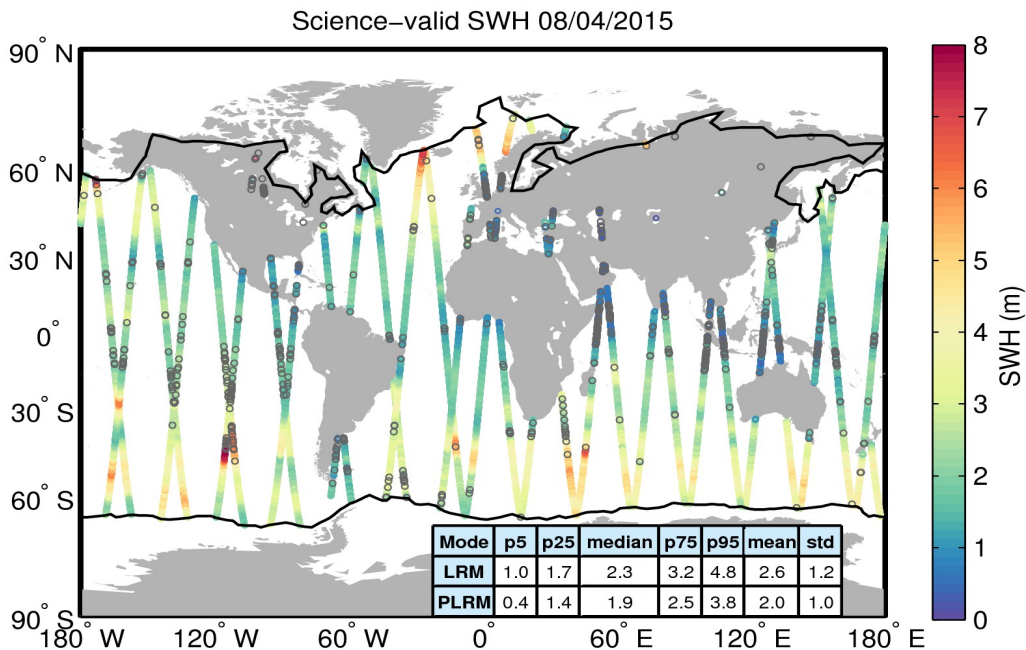 Science−valid SWH 08/04/2015
90° N
60° N
30° N
0°
30° S
60° S
90° S
180° W
120° W
60° W
0°
60° E
120° E
180° E
Mode p5 p25 median p75 p95 mean std
LRM 1.0 1.7 2.3 3.2 4.8 2.6 1.2
PLRM 0.4 1.4 1.9 2.5 3.8 2.0 1.0
8
7
6
5
4
3
2
1
0
SWH (m)